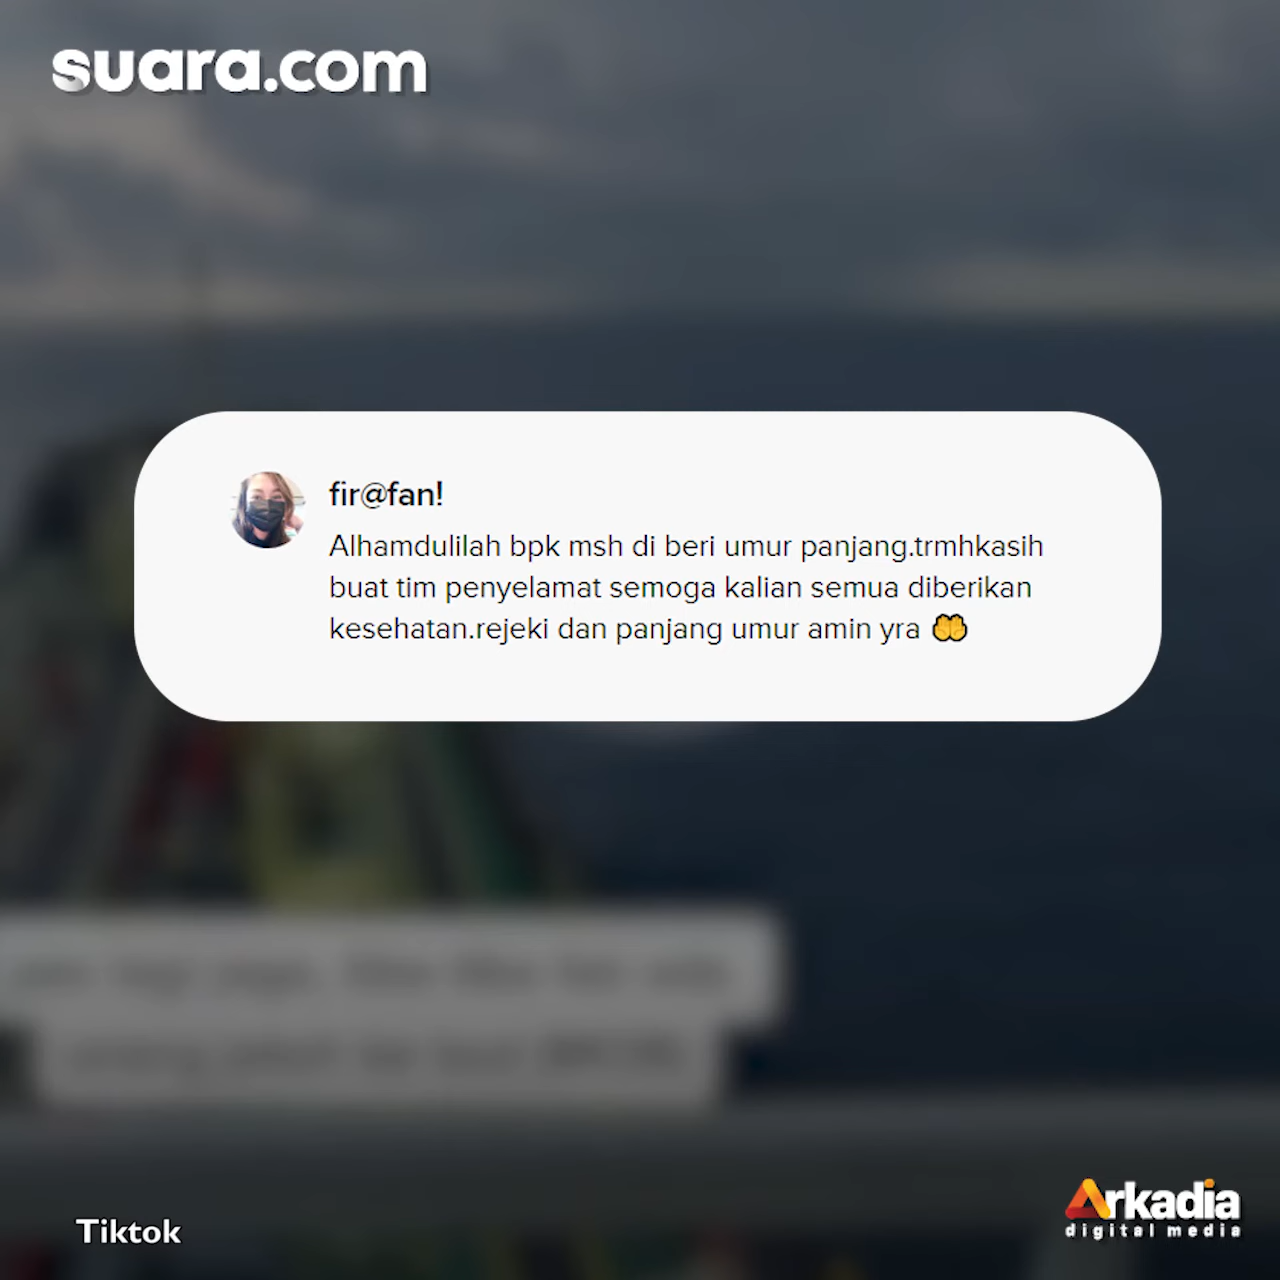 suara.com
fir@fan!
Alhamdulilah bpk msh di beri umur panjang.trmhkasih
buat tim penyelamat semoga kalian semua diberikan
kesehatan.rejeki dan panjang umur amin yra 🤲
Tiktok
Arkadia
digital media